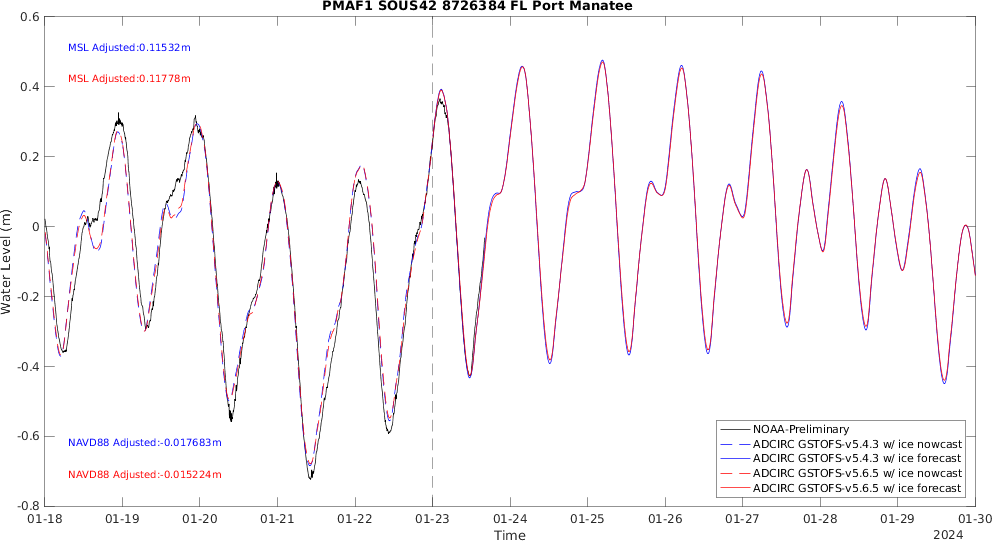 PMAF1 SOUS42 8726384 FL Port Manatee
0.6
MSL Adjusted:0.11532m
MSL Adjusted:0.11778m
0.4
0.2
0
-0.2
-0.4
-0.6
-0.8
Water Level (m)
NAVD88 Adjusted:-0.017683m
NAVD88 Adjusted:-0.015224m
NOAA-Preliminary
ADCIRC GSTOFS-v5.4.3 w/ ice nowcast
ADCIRC GSTOFS-v5.4.3 w/ ice forecast
ADCIRC GSTOFS-v5.6.5 w/ ice nowcast
ADCIRC GSTOFS-v5.6.5 w/ ice forecast
01-18 01-19 01-20 01-21 01-22 01-23 01-24 01-25 01-26 01-27 01-28 01-29 01-30
Time
2024